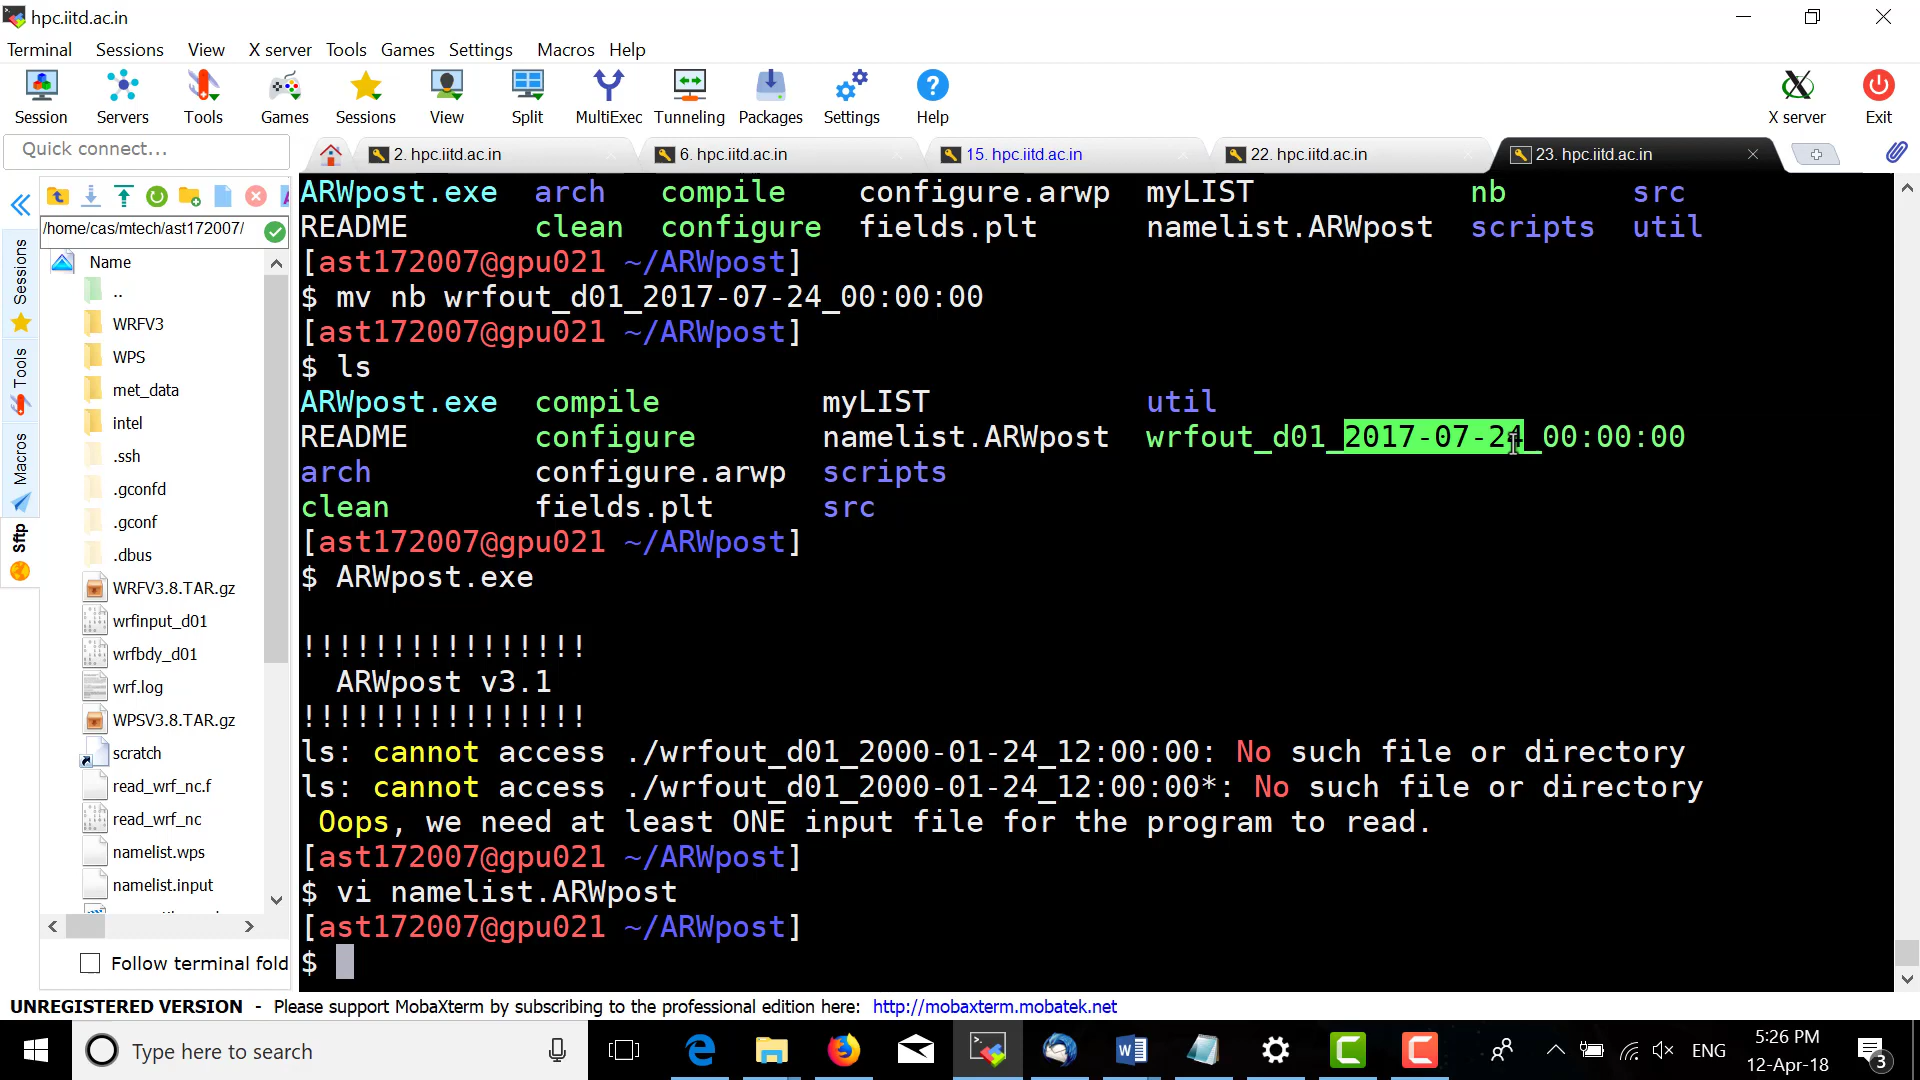 hpc.iitd.ac.in
Terminal Sessions View X server Tools Games Settings Macros Help
Session Servers Tools Games Sessions View Split MultiExec Tunneling Packages Settings Help X server Exit
Quick connect...
2. hpc.iitd.ac.in 6. hpc.iitd.ac.in 15. hpc.iitd.ac.in 22. hpc.iitd.ac.in 23. hpc.iitd.ac.in
/home/cas/mtech/ast172007/
Sessions
Tools
Macros
Sftp
Name
..
WRFV3
WPS
met_data
intel
.ssh
.gconfd
.gconf
.dbus
WRFV3.8.TAR.gz
wrfinput_d01
wrfbdy_d01
wrf.log
WPSV3.8.TAR.gz
scratch
read_wrf_nc.f
read_wrf_nc
namelist.wps
namelist.input
Follow terminal fold
ARWpost.exe arch compile configure.arwp myLIST nb src
README clean configure fields.plt namelist.ARWpost scripts util
[ast172007@gpu021 ~/ARWpost]
$ mv nb wrfout_d01_2017-07-24_00:00:00
[ast172007@gpu021 ~/ARWpost]
$ ls
ARWpost.exe compile myLIST util
README configure namelist.ARWpost wrfout_d01_2017-07-24_00:00:00
arch configure.arwp scripts
clean fields.plt src
[ast172007@gpu021 ~/ARWpost]
$ ARWpost.exe
!!!!!!!!!!!!!!!!
ARWpost v3.1
!!!!!!!!!!!!!!!!
ls: cannot access ./wrfout_d01_2000-01-24_12:00:00: No such file or directory
ls: cannot access ./wrfout_d01_2000-01-24_12:00:00*: No such file or directory
Oops, we need at least ONE input file for the program to read.
[ast172007@gpu021 ~/ARWpost]
$ vi namelist.ARWpost
[ast172007@gpu021 ~/ARWpost]
$
UNREGISTERED VERSION - Please support MobaXterm by subscribing to the professional edition here: http://mobaxterm.mobatek.net
Type here to search
ENG
5:26 PM
12-Apr-18
3